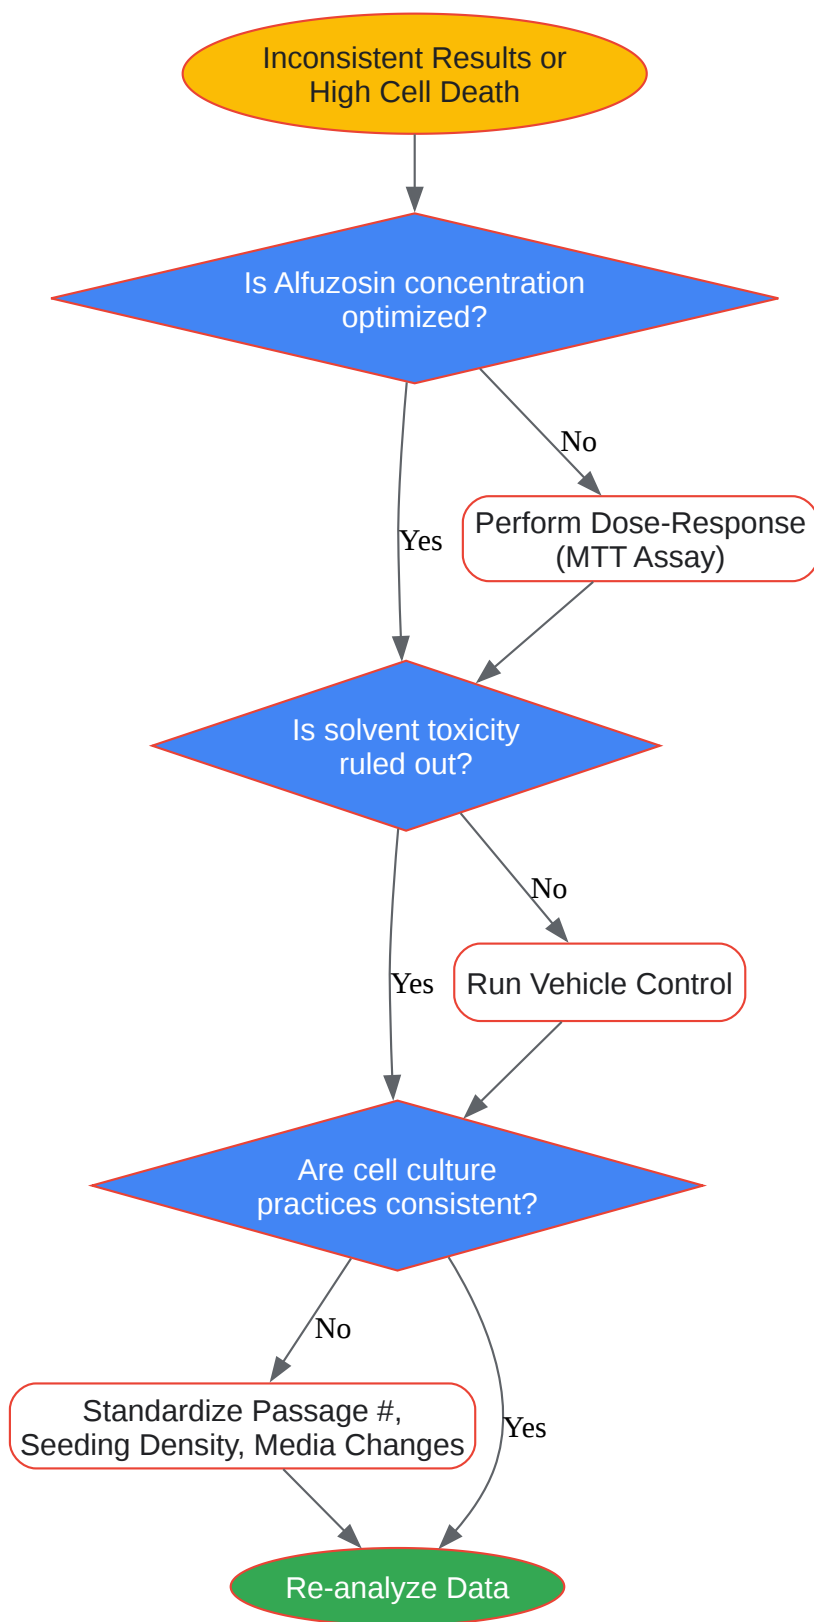 Inconsistent Results or
High Cell Death
Is Alfuzosin concentration
optimized?
No
Yes
Perform Dose-Response
(MTT Assay)
Is solvent toxicity
ruled out?
No
Yes
Run Vehicle Control
Are cell culture
practices consistent?
No
Standardize Passage #,
Seeding Density, Media Changes
Yes
Re-analyze Data